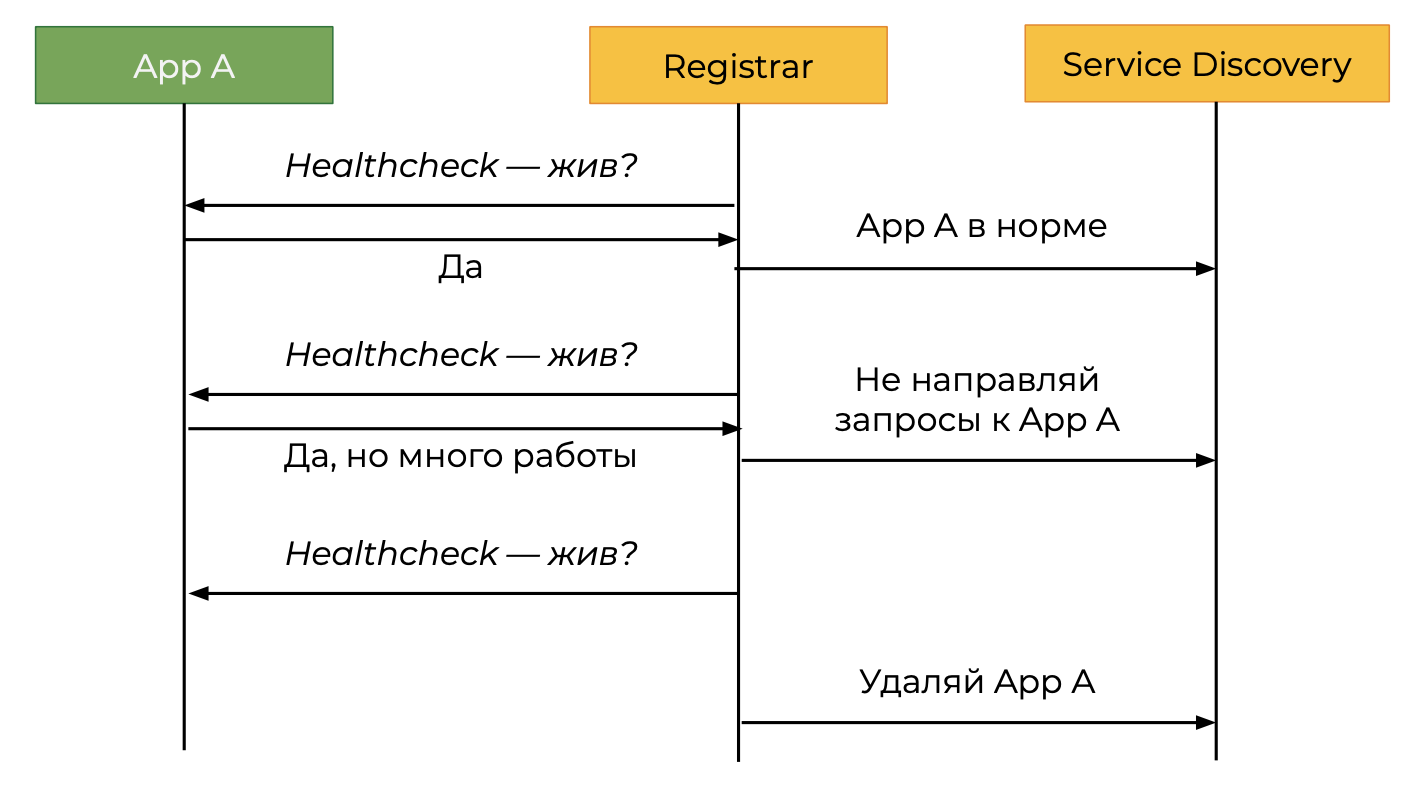 App A
Registrar
Service Discovery
Healthcheck — жив?
App A в норме
Да
Healthcheck — жив?
Не направляй
запросы к App A
Да, но много работы
Healthcheck — жив?
Удаляй App A